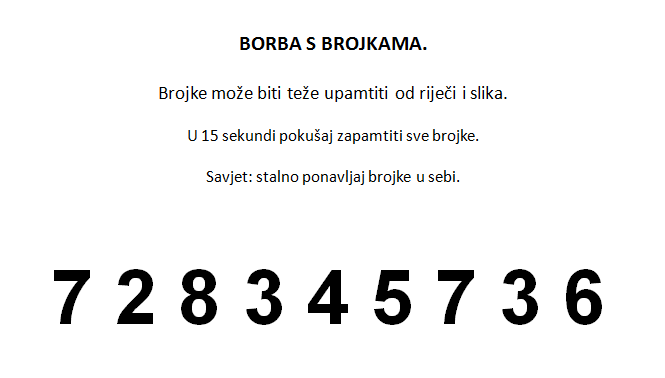 BORBA S BROJKAMA.
Brojke može biti teže upamtiti od riječi i slika.
U 15 sekundi pokušaj zapamtiti sve brojke.
Savjet: stalno ponavljaj brojke u sebi.
7 2 8 3 4 5 7 3 6